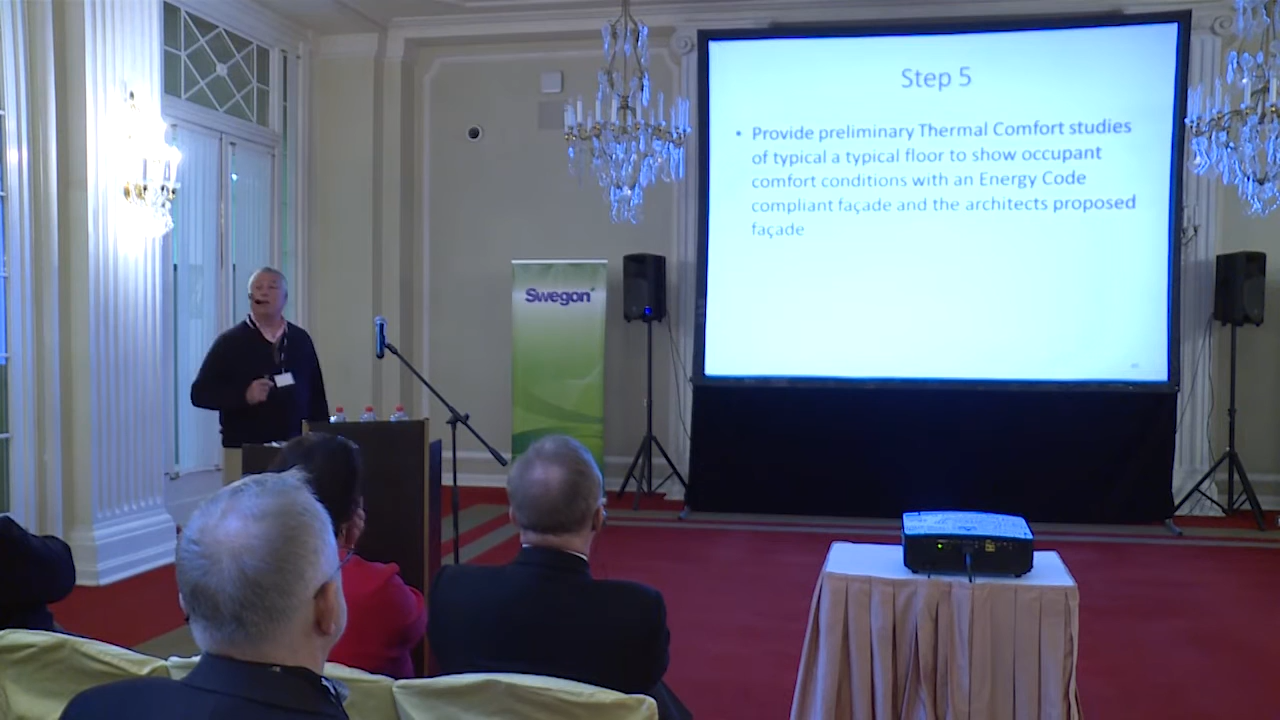 Step 5
• Provide preliminary Thermal Comfort studies
of typical a typical floor to show occupant
comfort conditions with an Energy Code
compliant façade and the architects proposed
façade
Swegon